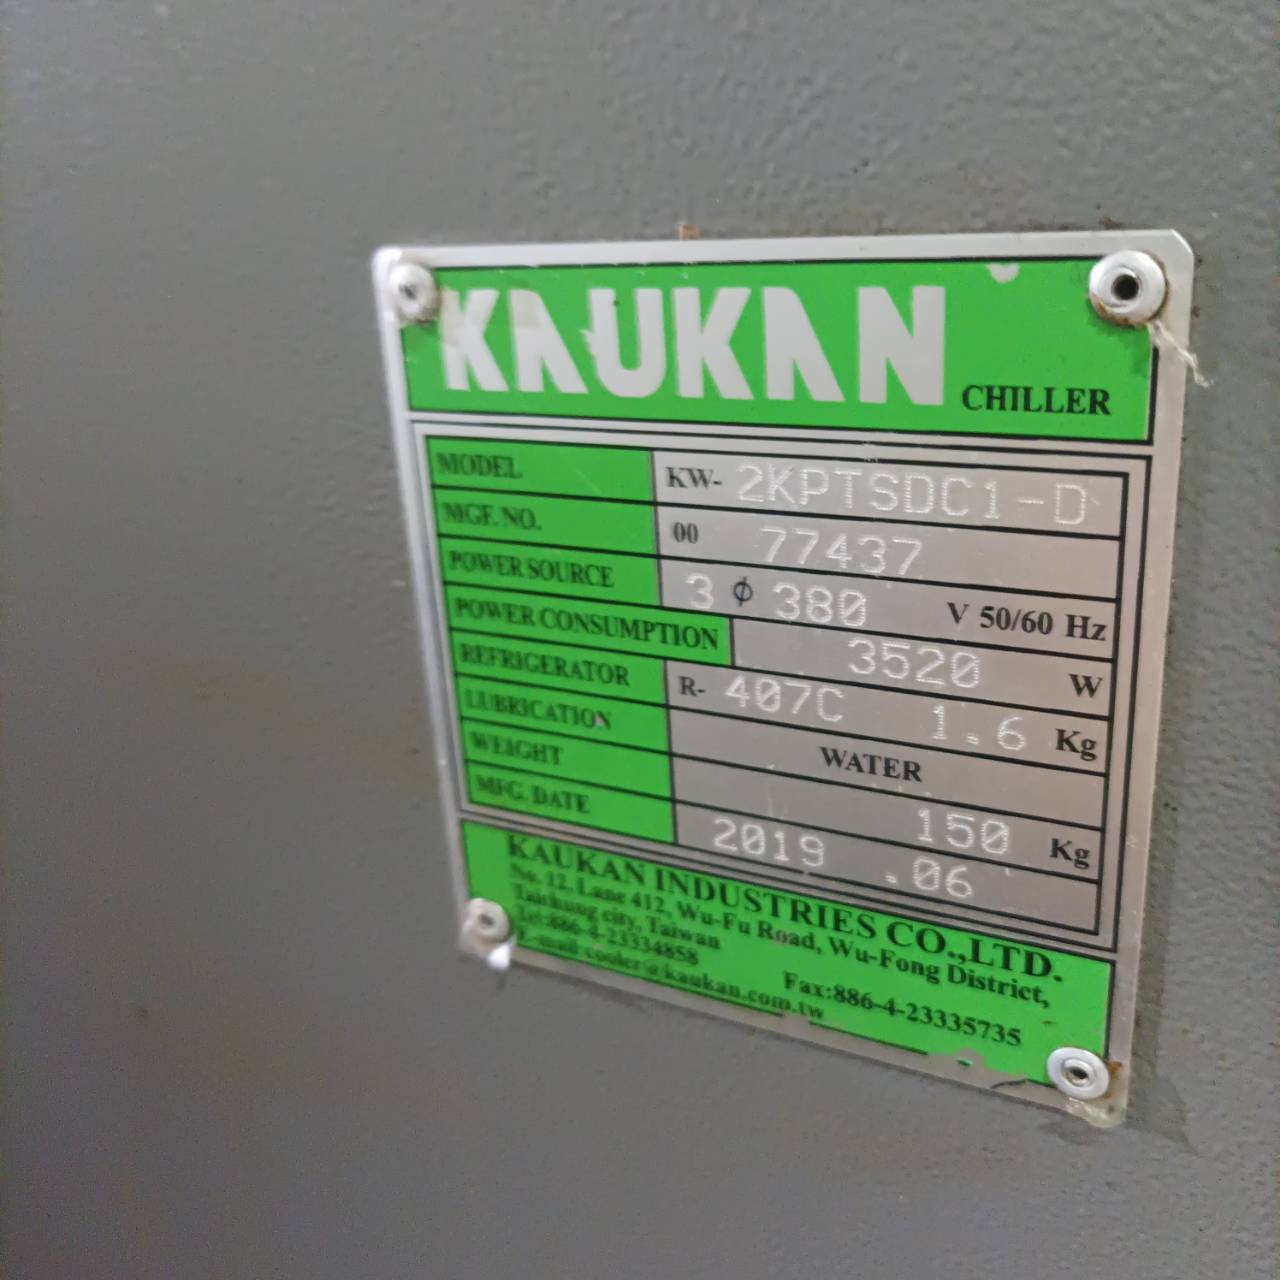 KAUKAN CHILLER
MODEL KW- 2KPTSDC1-D
MGF. NO. 00 77437
POWER SOURCE 3 ϕ 380 V 50/60 Hz
POWER CONSUMPTION 3520 W
REFRIGERATOR R- 407C 1.6 Kg
LUBRICATION WATER
WEIGHT 150 Kg
MFG. DATE 2019 .06
KAUKAN INDUSTRIES CO.,LTD.
No. 12, Lane 412, Wu-Fu Road, Wu-Fong District,
Taichung city, Taiwan
Tel:886-4-23334858 Fax:886-4-23335735
E-mail:cooler@kaukan.com.tw